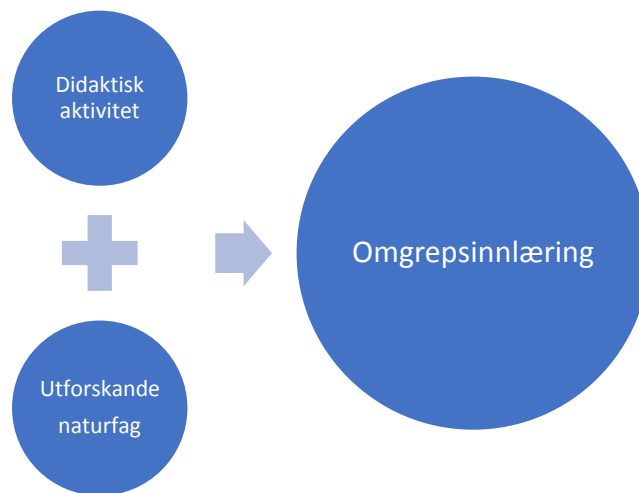 Didaktisk
aktivitet
Utforskande
naturfag
Omgrepsinnlæring